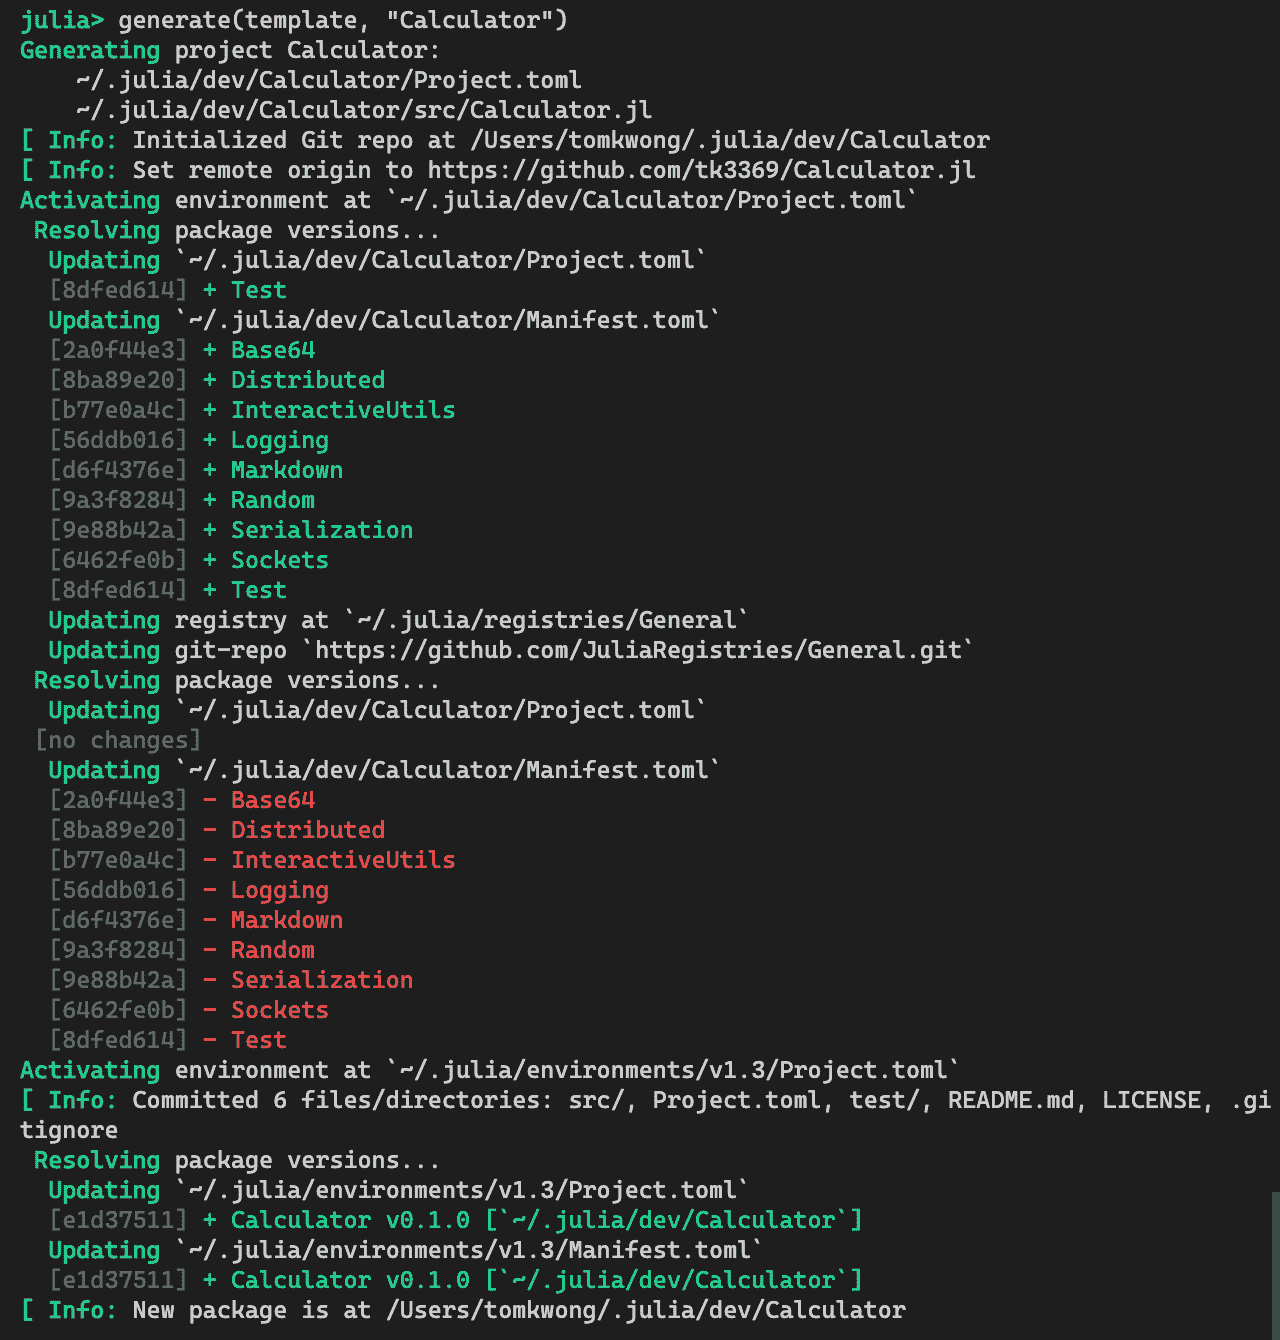 julia> generate(template, "Calculator")
Generating project Calculator:
    ~/.julia/dev/Calculator/Project.toml
    ~/.julia/dev/Calculator/src/Calculator.jl
[ Info: Initialized Git repo at /Users/tomkwong/.julia/dev/Calculator
[ Info: Set remote origin to https://github.com/tk3369/Calculator.jl
Activating environment at `~/.julia/dev/Calculator/Project.toml`
 Resolving package versions...
  Updating `~/.julia/dev/Calculator/Project.toml`
  [8dfed614] + Test
  Updating `~/.julia/dev/Calculator/Manifest.toml`
  [2a0f44e3] + Base64
  [8ba89e20] + Distributed
  [b77e0a4c] + InteractiveUtils
  [56ddb016] + Logging
  [d6f4376e] + Markdown
  [9a3f8284] + Random
  [9e88b42a] + Serialization
  [6462fe0b] + Sockets
  [8dfed614] + Test
  Updating registry at `~/.julia/registries/General`
  Updating git-repo `https://github.com/JuliaRegistries/General.git`
 Resolving package versions...
  Updating `~/.julia/dev/Calculator/Project.toml`
 [no changes]
  Updating `~/.julia/dev/Calculator/Manifest.toml`
  [2a0f44e3] - Base64
  [8ba89e20] - Distributed
  [b77e0a4c] - InteractiveUtils
  [56ddb016] - Logging
  [d6f4376e] - Markdown
  [9a3f8284] - Random
  [9e88b42a] - Serialization
  [6462fe0b] - Sockets
  [8dfed614] - Test
Activating environment at `~/.julia/environments/v1.3/Project.toml`
[ Info: Committed 6 files/directories: src/, Project.toml, test/, README.md, LICENSE, .gi
tignore
 Resolving package versions...
  Updating `~/.julia/environments/v1.3/Project.toml`
  [e1d37511] + Calculator v0.1.0 [`~/.julia/dev/Calculator`]
  Updating `~/.julia/environments/v1.3/Manifest.toml`
  [e1d37511] + Calculator v0.1.0 [`~/.julia/dev/Calculator`]
[ Info: New package is at /Users/tomkwong/.julia/dev/Calculator